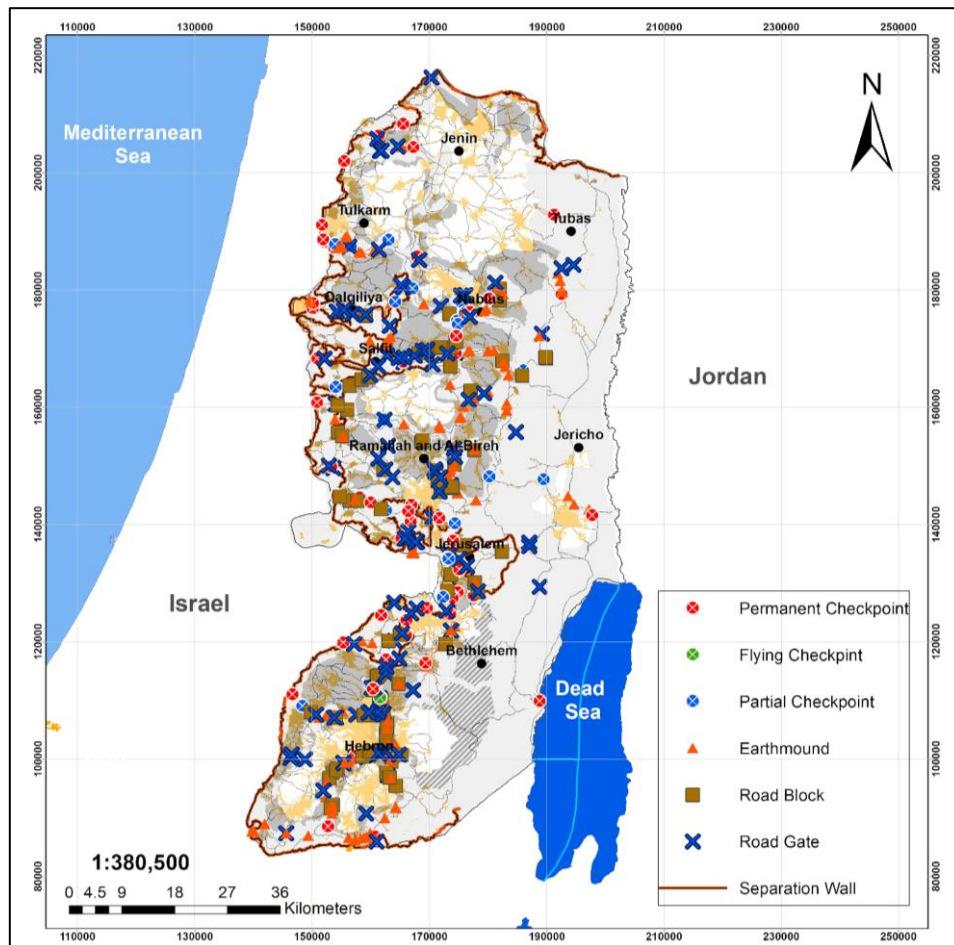 110000 130000 150000 170000 190000 210000 230000 250000
220000
200000
180000
160000
140000
120000
100000
80000
Mediterranean
Sea
N
Jenin
Tulkarm
Tubas
Qalqiliya
Nablus
Salfit
Jordan
Ramallah and Al-Bireh
Jericho
Jerusalem
Israel
Bethlehem
Dead
Sea
Hebron
Permanent Checkpoint
Flying Checkpint
Partial Checkpoint
Earthmound
Road Block
Road Gate
Separation Wall
1:380,500
0 4.5 9 18 27 36
Kilometers
220000
200000
180000
160000
140000
120000
100000
80000
110000 130000 150000 170000 190000 210000 230000 250000